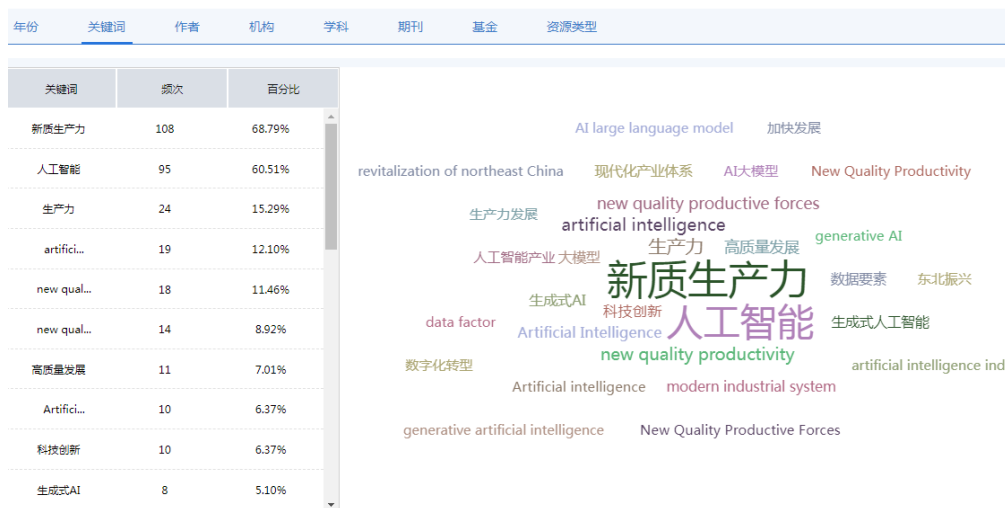 年份 关键词 作者 机构 学科 期刊 基金 资源类型
关键词 频次 百分比
新质生产力 108 68.79%
人工智能 95 60.51%
生产力 24 15.29%
artifici... 19 12.10%
new qual... 18 11.46%
new qual... 14 8.92%
高质量发展 11 7.01%
Artifici... 10 6.37%
科技创新 10 6.37%
生成式AI 8 5.10%
AI large language model 加快发展
revitalization of northeast China 现代化产业体系 AI大模型 New Quality Productivity
new quality productive forces
生产力发展
artificial intelligence
generative AI
生产力 高质量发展
人工智能产业 大模型
新质生产力 数据要素 东北振兴
生成式AI
科技创新
data factor Artificial Intelligence 人工智能 生成式人工智能
new quality productivity
数字化转型 artificial intelligence ind
Artificial intelligence modern industrial system
generative artificial intelligence New Quality Productive Forces